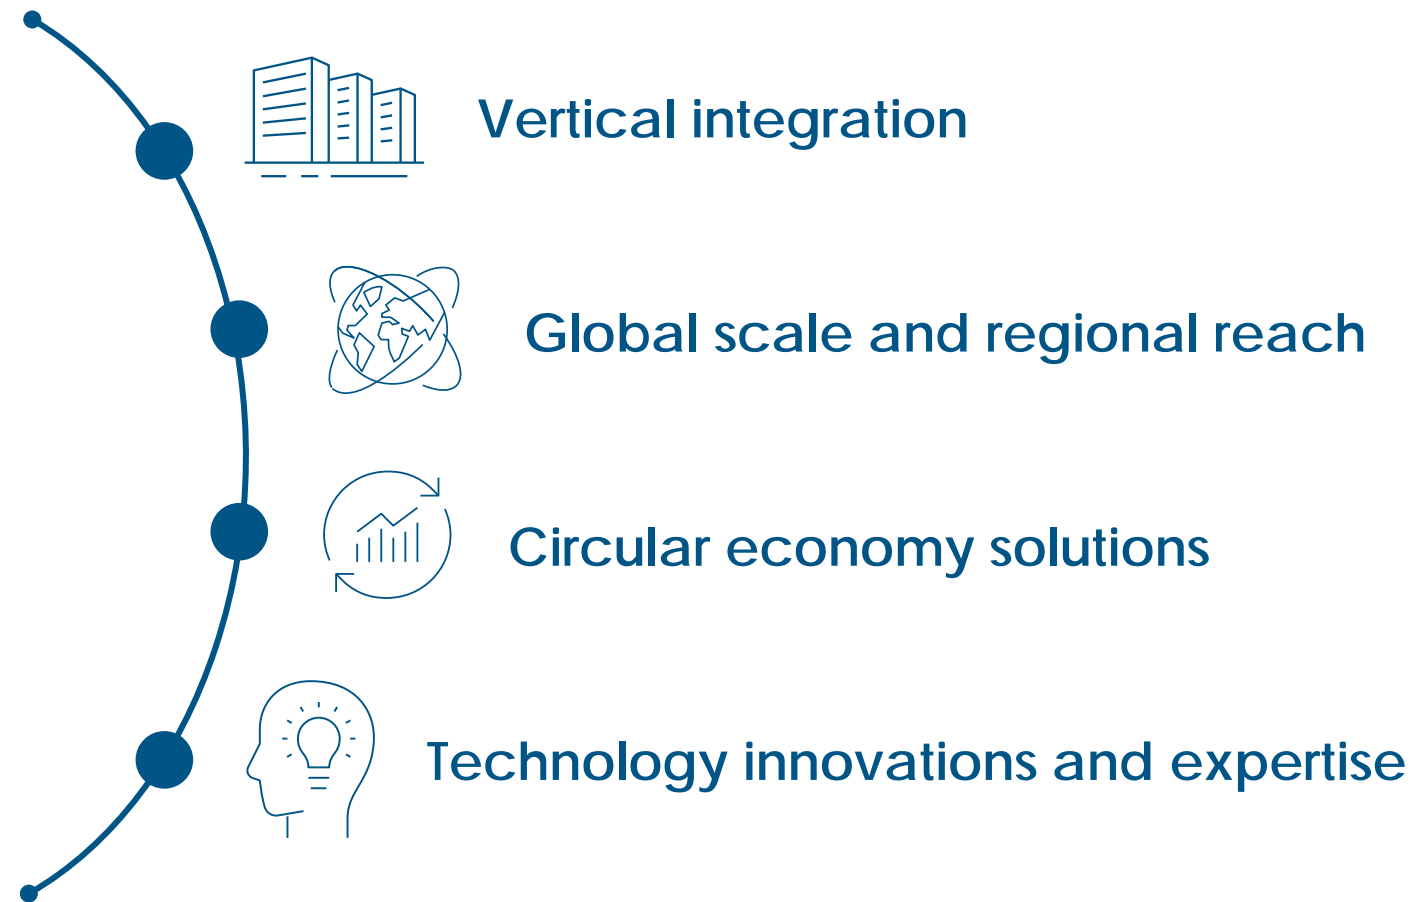 Vertical integration
Global scale and regional reach
Circular economy solutions
Technology innovations and expertise